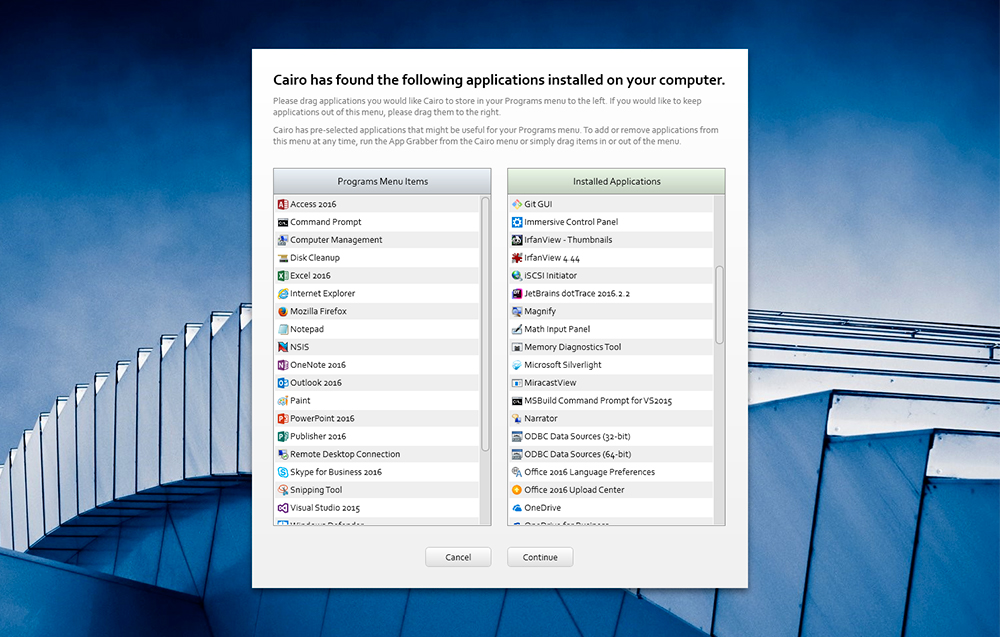 Cairo has found the following applications installed on your computer.
Please drag applications you would like Cairo to store in your Programs menu to the left. If you would like to keep
applications out of this menu, please drag them to the right.
Cairo has pre-selected applications that might be useful for your Programs menu. To add or remove applications from
this menu at any time, run the App Grabber from the Cairo menu or simply drag items in or out of the menu.
Programs Menu Items
Access 2016
Command Prompt
Computer Management
Disk Cleanup
Excel 2016
Internet Explorer
Mozilla Firefox
Notepad
NSIS
OneNote 2016
Outlook 2016
Paint
PowerPoint 2016
Publisher 2016
Remote Desktop Connection
Skype for Business 2016
Snipping Tool
Visual Studio 2015
Windows Defender
Installed Applications
Git GUI
Immersive Control Panel
IrfanView - Thumbnails
IrfanView 4.44
iSCSI Initiator
JetBrains dotTrace 2016.2.2
Magnify
Math Input Panel
Memory Diagnostics Tool
Microsoft Silverlight
MiracastView
MSBuild Command Prompt for VS2015
Narrator
ODBC Data Sources (32-bit)
ODBC Data Sources (64-bit)
Office 2016 Language Preferences
Office 2016 Upload Center
OneDrive
OneDrive for Business
Cancel
Continue